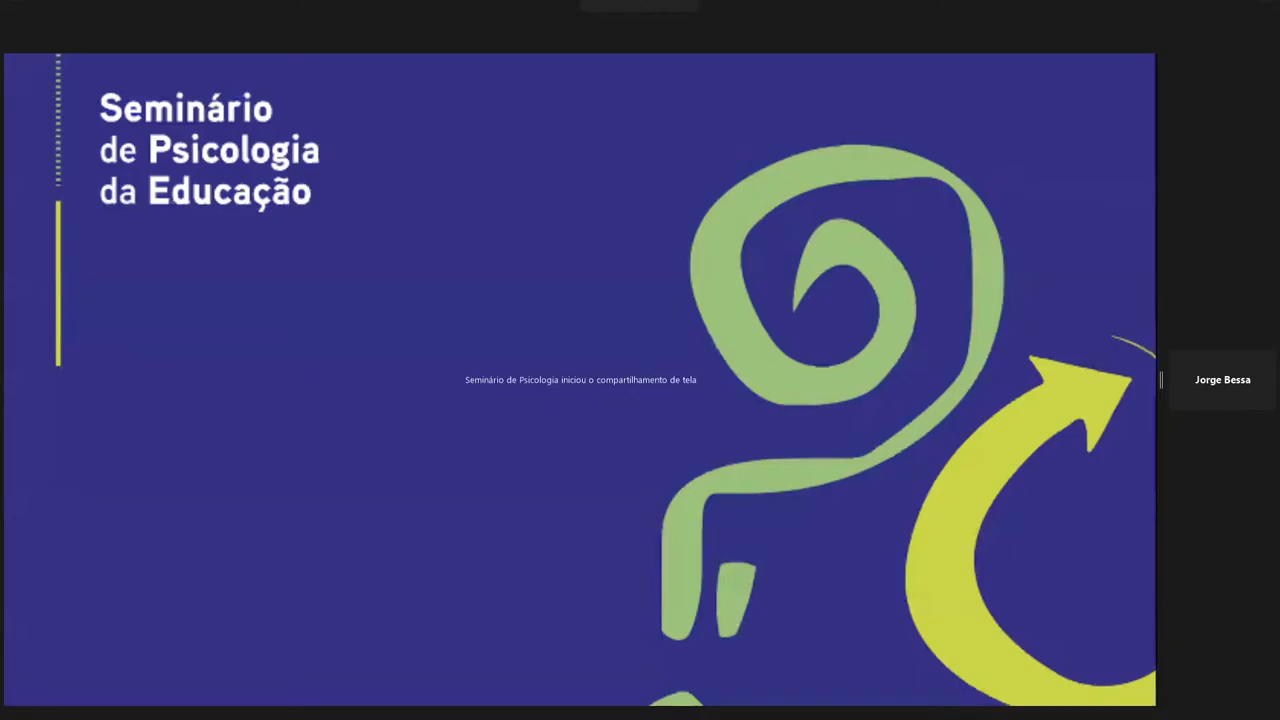 Seminário
de Psicologia
da Educação
Seminário de Psicologia iniciou o compartilhamento de tela
Jorge Bessa